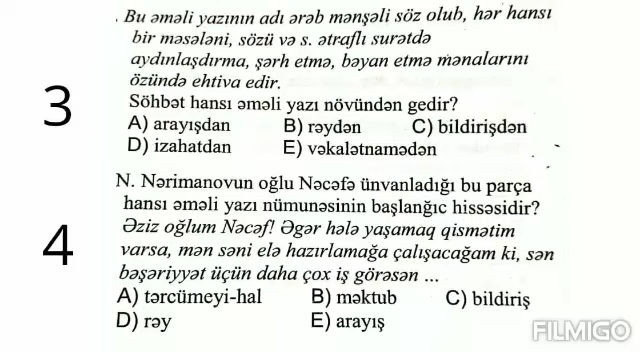 . Bu əməli yazının adı ərəb mənşəli söz olub, hər hansı
bir məsələni, sözü və s. ətraflı surətdə
aydınlaşdırma, şərh etmə, bəyan etmə mənalarını
özündə ehtiva edir.
3
Söhbət hansı əməli yazı növündən gedir?
A) arayışdan B) rəydən C) bildirişdən
D) izahatdan E) vəkalətnamədən
N. Nərimanovun oğlu Nəcəfə ünvanladığı bu parça
hansı əməli yazı nümunəsinin başlanğıc hissəsidir?
4
Əziz oğlum Nəcəf! Əgər hələ yaşamaq qismətim
varsa, mən səni elə hazırlamağa çalışacağam ki, sən
bəşəriyyət üçün daha çox iş görəsən ...
A) tərcümeyi-hal B) məktub C) bildiriş
D) rəy E) arayış
FILMIGO